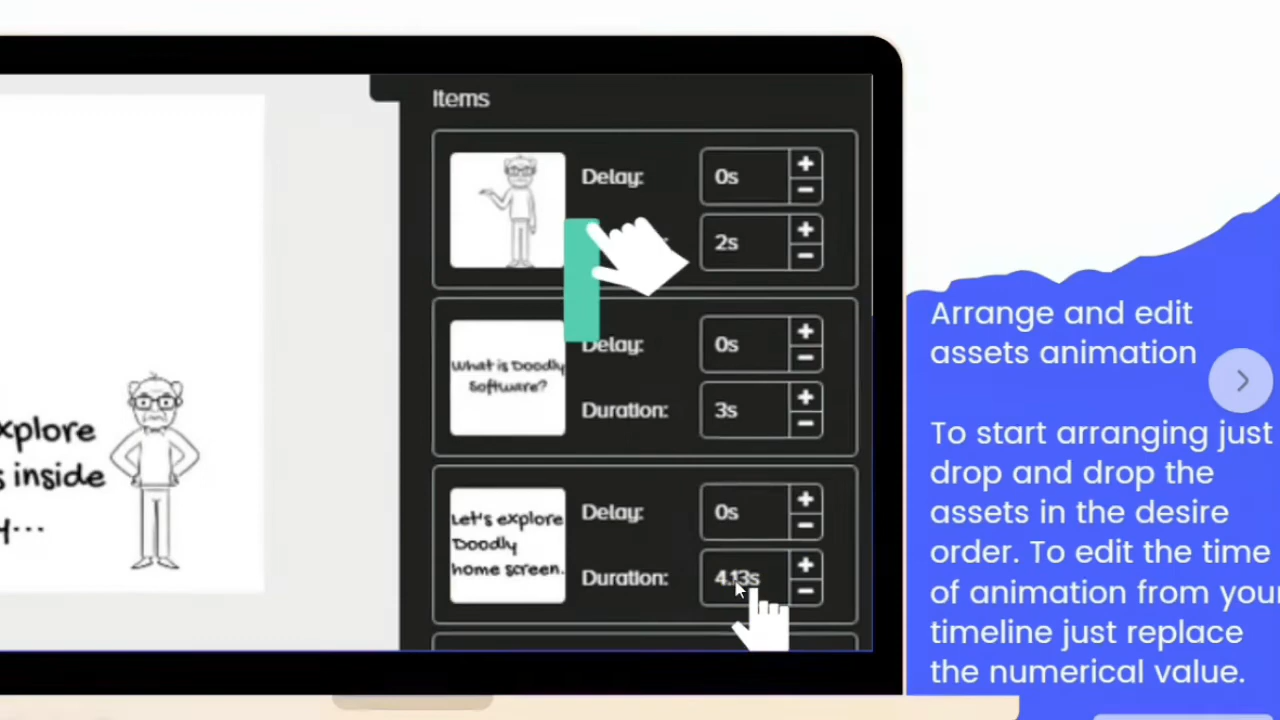 Items
Delay:
0s
2s
What is Doodly
Software?
Delay:
0s
Duration:
3s
Let's explore
Doodly
home screen.
Delay:
0s
Duration:
4.13s
xplore
s inside
y...
Arrange and edit
assets animation
To start arranging just
drop and drop the
assets in the desire
order. To edit the time
of animation from your
timeline just replace
the numerical value.